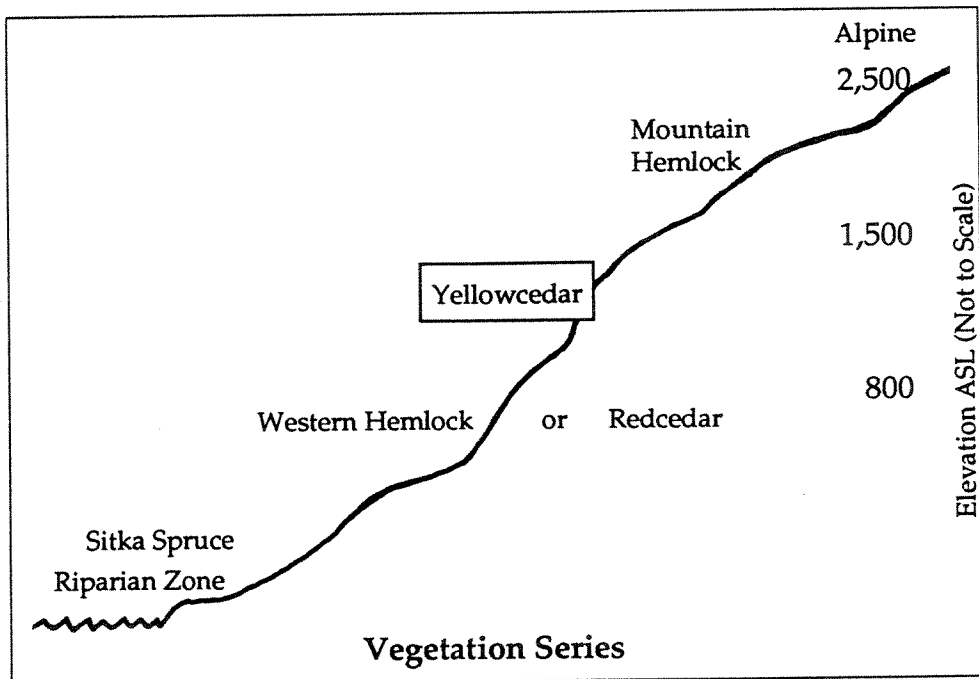 Alpine
2,500
Mountain
Hemlock
1,500
Yellowcedar
800
Western Hemlock or Redcedar
Sitka Spruce
Riparian Zone
Vegetation Series
Elevation ASL (Not to Scale)